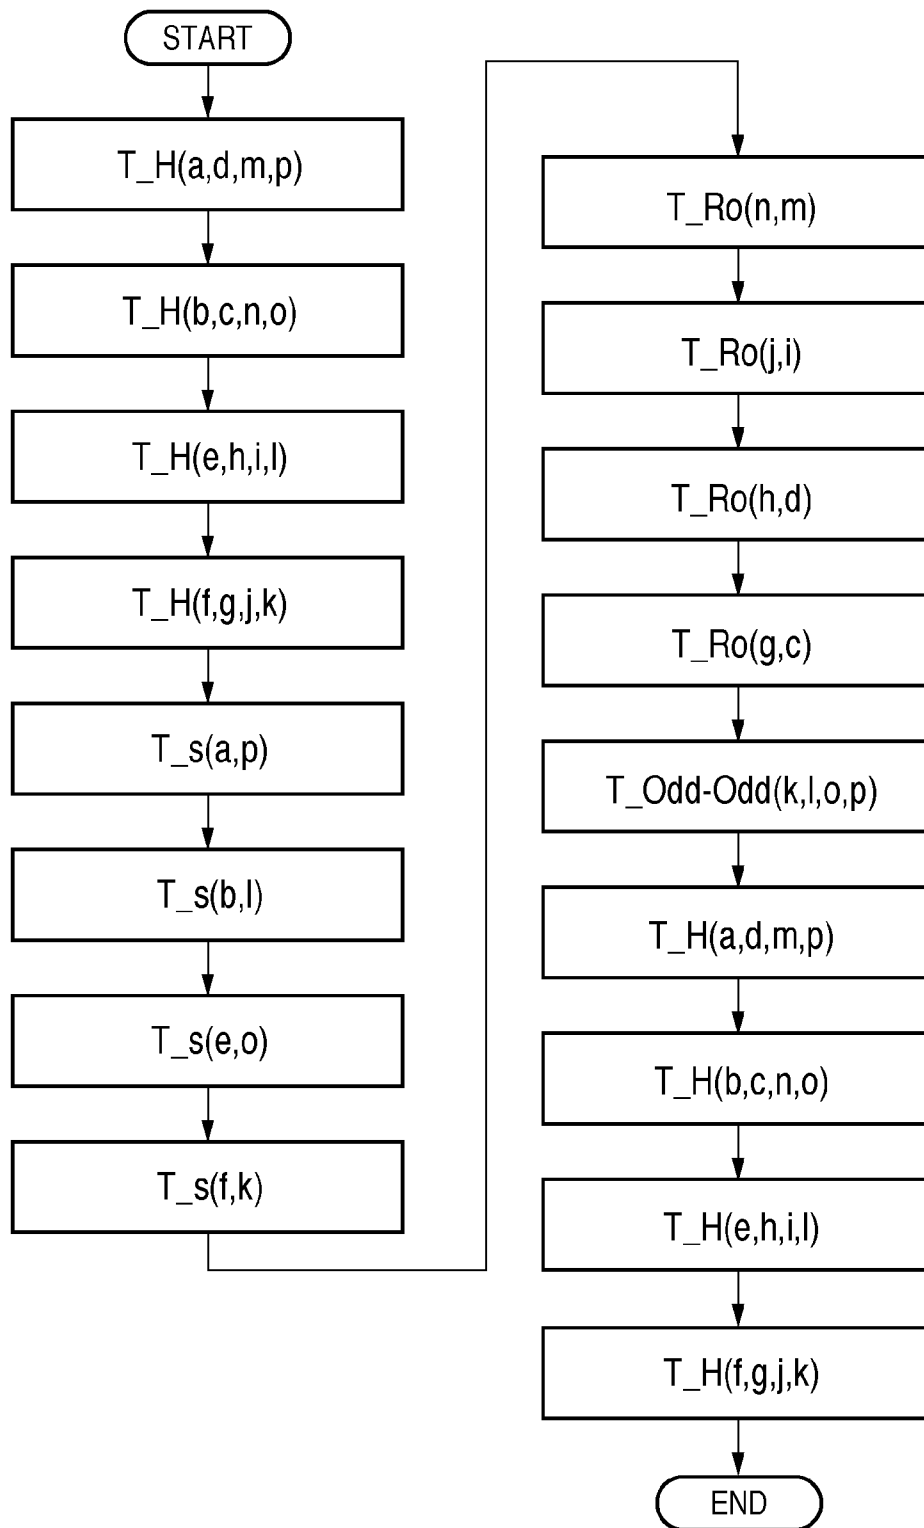 START
T_H(a,d,m,p)
T_H(b,c,n,o)
T_H(e,h,i,l)
T_H(f,g,j,k)
T_s(a,p)
T_s(b,l)
T_s(e,o)
T_s(f,k)
T_Ro(n,m)
T_Ro(j,i)
T_Ro(h,d)
T_Ro(g,c)
T_Odd-Odd(k,l,o,p)
T_H(a,d,m,p)
T_H(b,c,n,o)
T_H(e,h,i,l)
T_H(f,g,j,k)
END